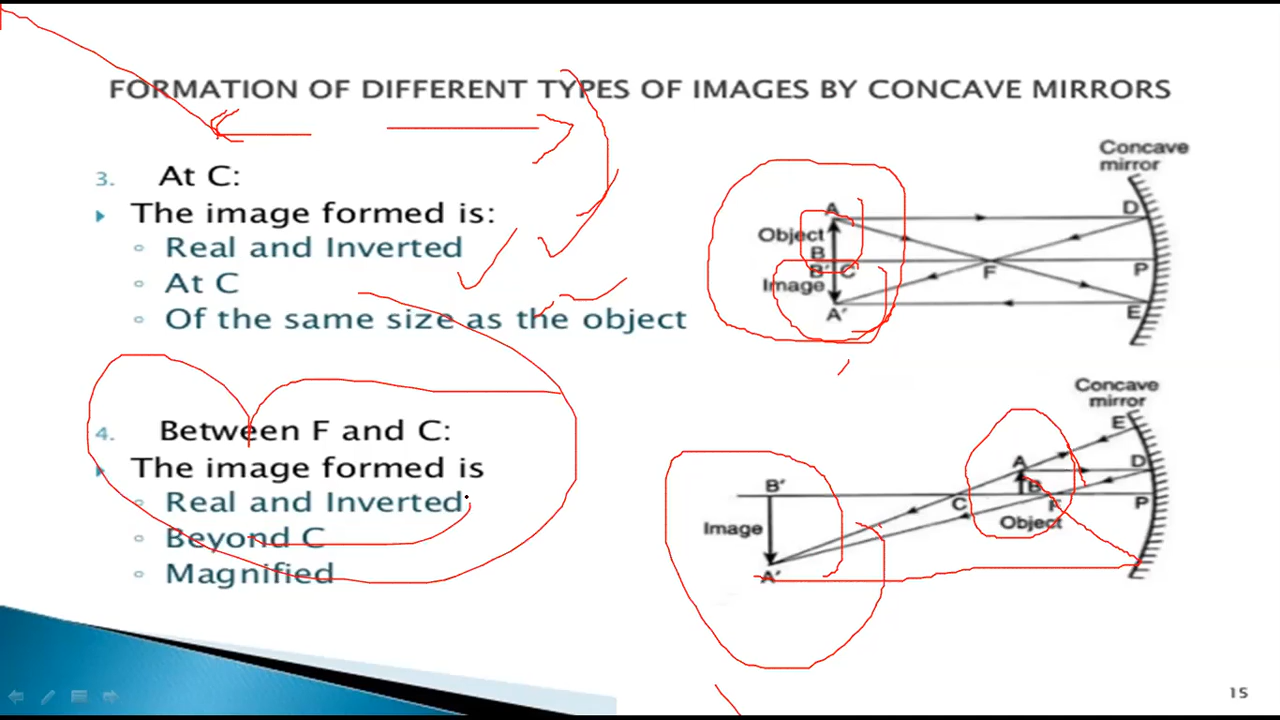 FORMATION OF DIFFERENT TYPES OF IMAGES BY CONCAVE MIRRORS
3. At C:
The image formed is:
Real and Inverted
At C
Of the same size as the object
4. Between F and C:
The image formed is
Real and Inverted
Beyond C
Magnified
Concave
mirror
A
D
Object
B
B' C
F
P
Image
A'
E
Concave
mirror
E
A
D
B'
B
C
F
P
Image
Object
A'
15